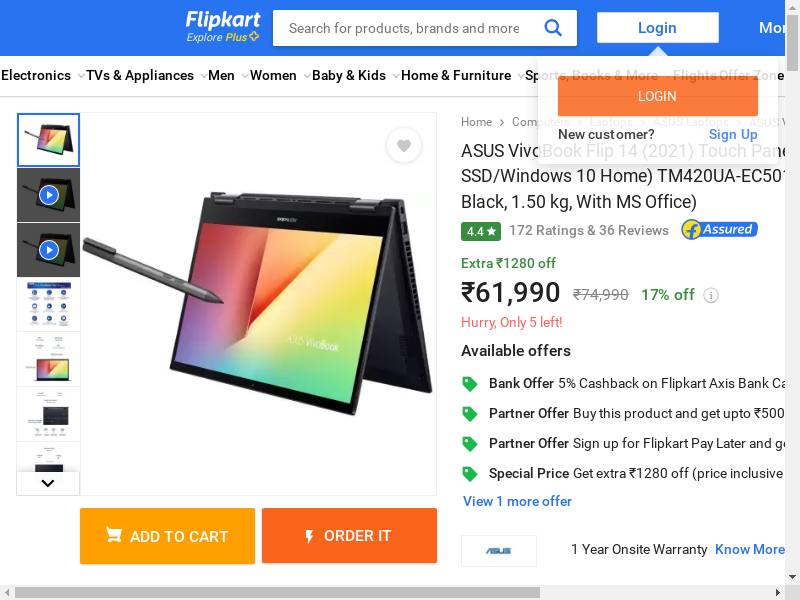 Flipkart
Explore Plus
Search for products, brands and more
Login
Mor
Electronics
TVs & Appliances
Men
Women
Baby & Kids
Home & Furniture
Sports, Books & More
Flights
Offer Zone
LOGIN
New customer?
Sign Up
Home
Computers
Laptops
ASUS Laptops
ASUS V
ASUS VivoBook Flip 14 (2021) Touch Pane
SSD/Windows 10 Home) TM420UA-EC501
Black, 1.50 kg, With MS Office)
4.4 ★ 172 Ratings & 36 Reviews Assured
Extra ₹1280 off
₹61,990 ₹74,990 17% off
Hurry, Only 5 left!
Available offers
Bank Offer 5% Cashback on Flipkart Axis Bank Ca
Partner Offer Buy this product and get upto ₹500
Partner Offer Sign up for Flipkart Pay Later and ge
Special Price Get extra ₹1280 off (price inclusive
View 1 more offer
ASUS VivoBook
ADD TO CART
ORDER IT
ASUS
1 Year Onsite Warranty Know More